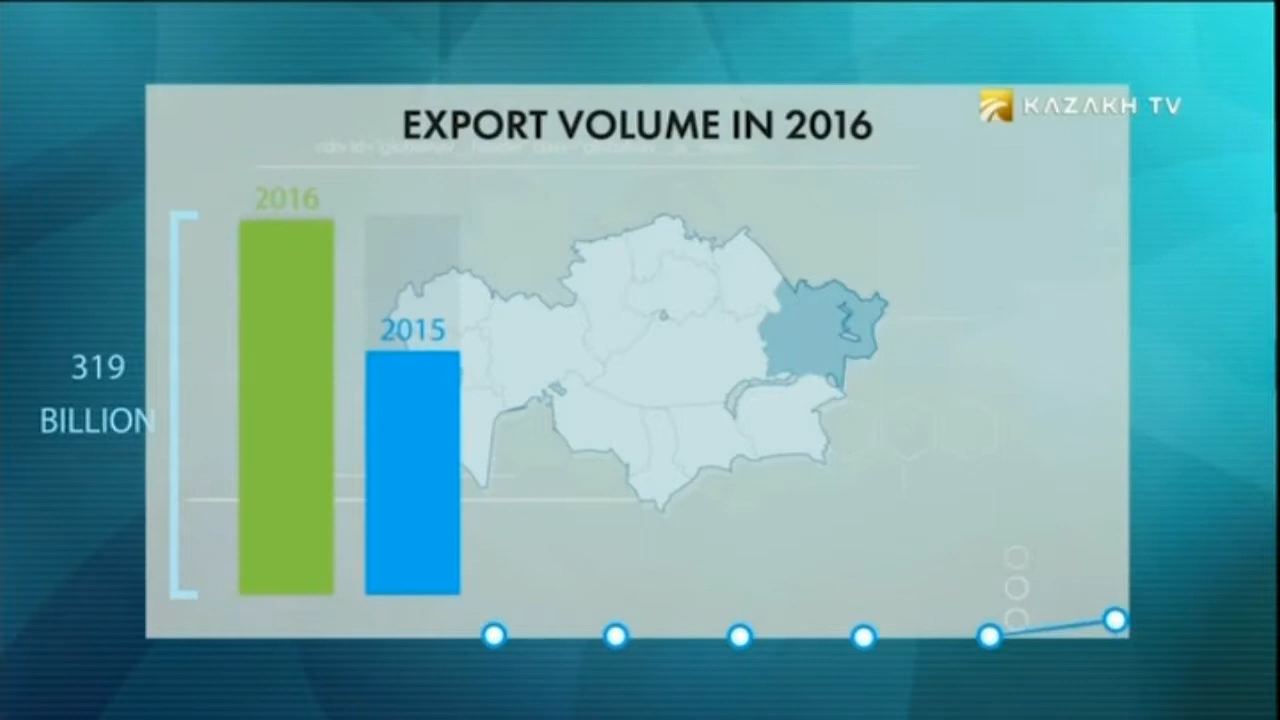 EXPORT VOLUME IN 2016
KAZAKH TV
2016
2015
319
BILLION